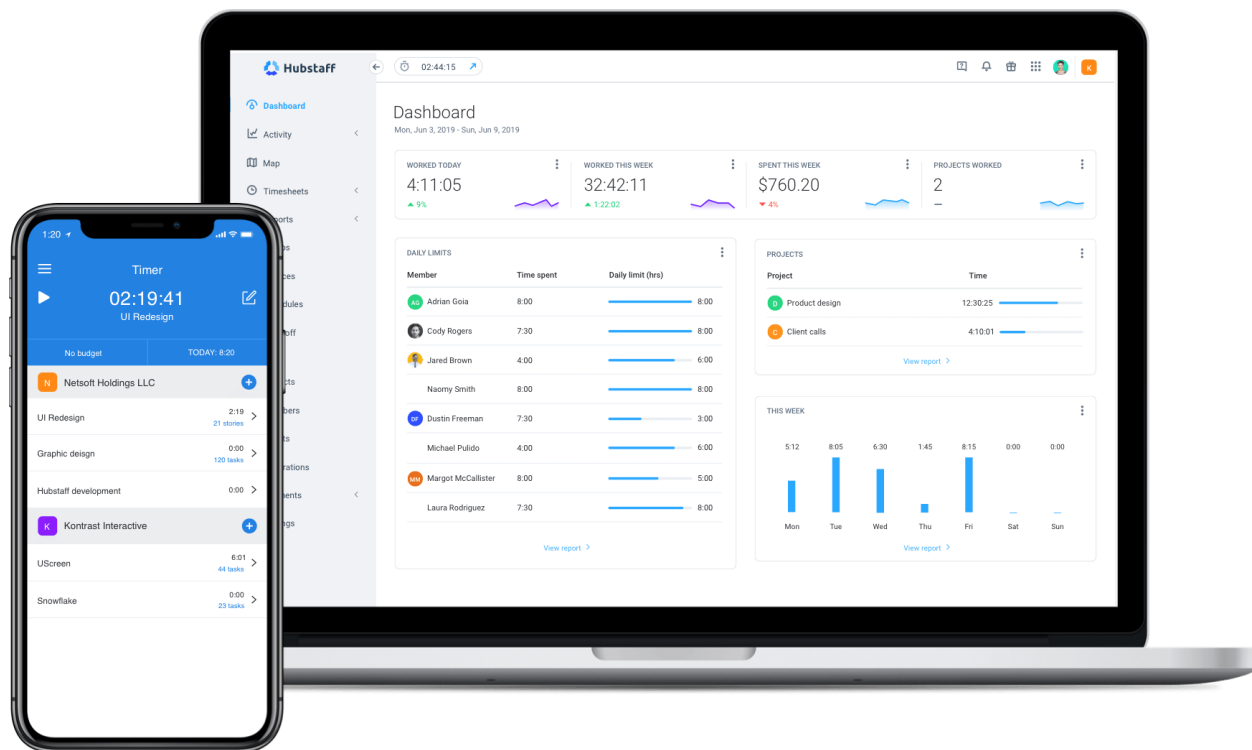 Hubstaff
02:44:15
K
Dashboard
Activity
Map
Timesheets
Dashboard
Mon, Jun 3, 2019 - Sun, Jun 9, 2019
WORKED TODAY
4:11:05
9%
WORKED THIS WEEK
32:42:11
1:22:02
SPENT THIS WEEK
$760.20
4%
PROJECTS WORKED
2
–
DAILY LIMITS
Member Time spent Daily limit (hrs)
AG Adrian Goia 8:00 8:00
Cody Rogers 7:30 8:00
Jared Brown 4:00 6:00
Naomy Smith 8:00 8:00
DF Dustin Freeman 7:30 3:00
Michael Pulido 4:00 6:00
MM Margot McCallister 8:00 5:00
Laura Rodriguez 7:30 8:00
View report
PROJECTS
Project Time
D Product design 12:30:25
C Client calls 4:10:01
View report
THIS WEEK
5:12 8:05 6:30 1:45 8:15 0:00 0:00
Mon Tue Wed Thu Fri Sat Sun
View report
1:20
Timer
02:19:41
UI Redesign
No budget TODAY: 8:20
N Netsoft Holdings LLC
UI Redesign 2:19
21 stories
Graphic deisgn 0:00
120 tasks
Hubstaff development 0:00
K Kontrast Interactive
UScreen 6:01
44 tasks
Snowflake 0:00
23 tasks